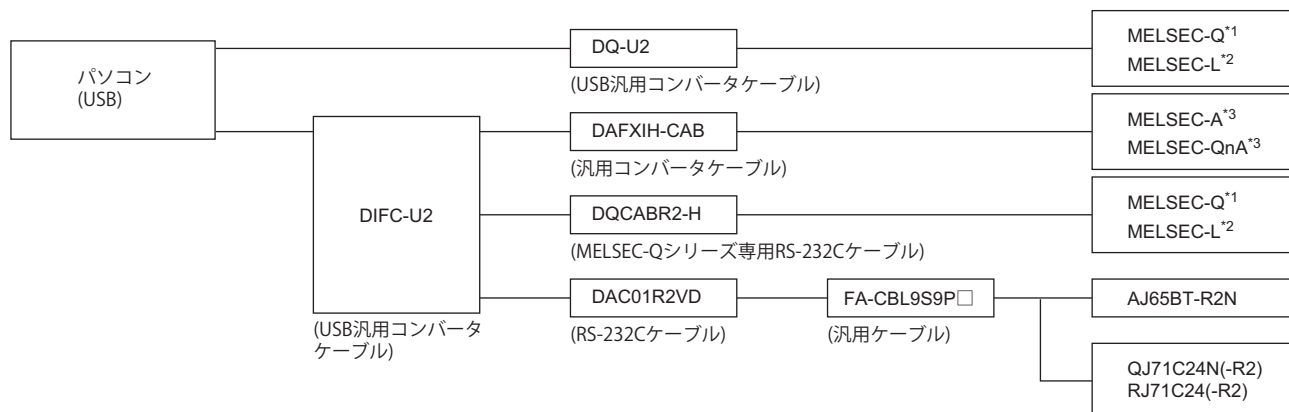 パソコン
(USB)
DQ-U2
(USB汎用コンバータケーブル)
MELSEC-Q*1
MELSEC-L*2
DIFC-U2
(USB汎用コンバータ
ケーブル)
DAFXIH-CAB
(汎用コンバータケーブル)
MELSEC-A*3
MELSEC-QnA*3
DQCABR2-H
(MELSEC-Qシリーズ専用RS-232Cケーブル)
MELSEC-Q*1
MELSEC-L*2
DAC01R2VD
(RS-232Cケーブル)
FA-CBL9S9P□
(汎用ケーブル)
AJ65BT-R2N
QJ71C24N(-R2)
RJ71C24(-R2)